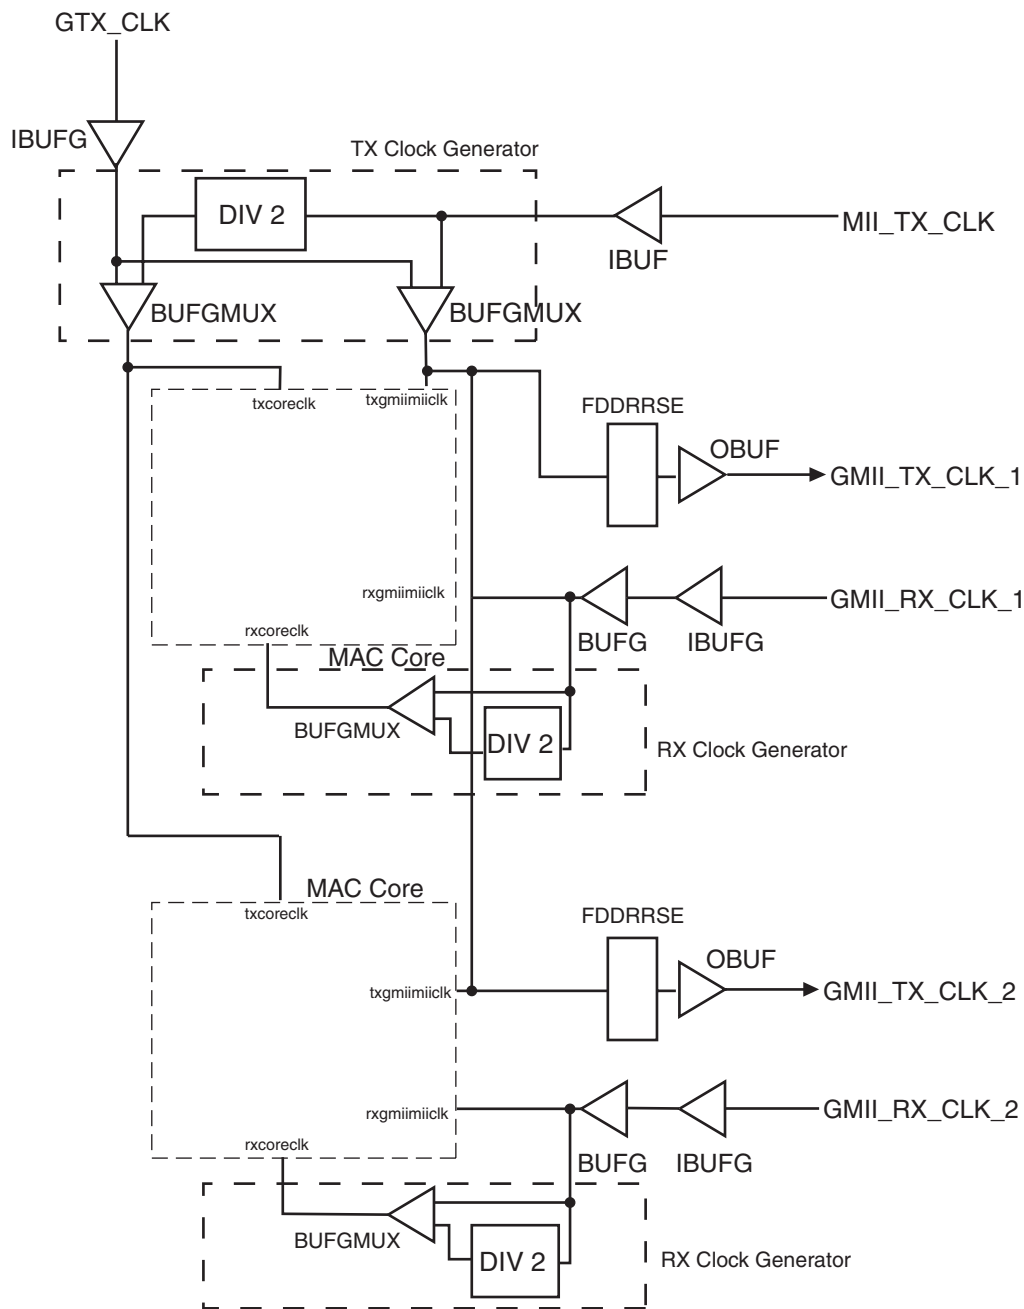 GTX_CLK
IBUFG
TX Clock Generator
DIV 2
MII_TX_CLK
IBUF
BUFGMUX
BUFGMUX
txcoreclk
txgmiimiiclk
FDDRRSE
OBUF
GMII_TX_CLK_1
rxgmiimiiclk
GMII_RX_CLK_1
rxcoreclk
BUFG
IBUFG
MAC Core
BUFGMUX
DIV 2
RX Clock Generator
MAC Core
txcoreclk
FDDRRSE
OBUF
txgmiimiiclk
GMII_TX_CLK_2
rxgmiimiiclk
GMII_RX_CLK_2
rxcoreclk
BUFG
IBUFG
BUFGMUX
DIV 2
RX Clock Generator